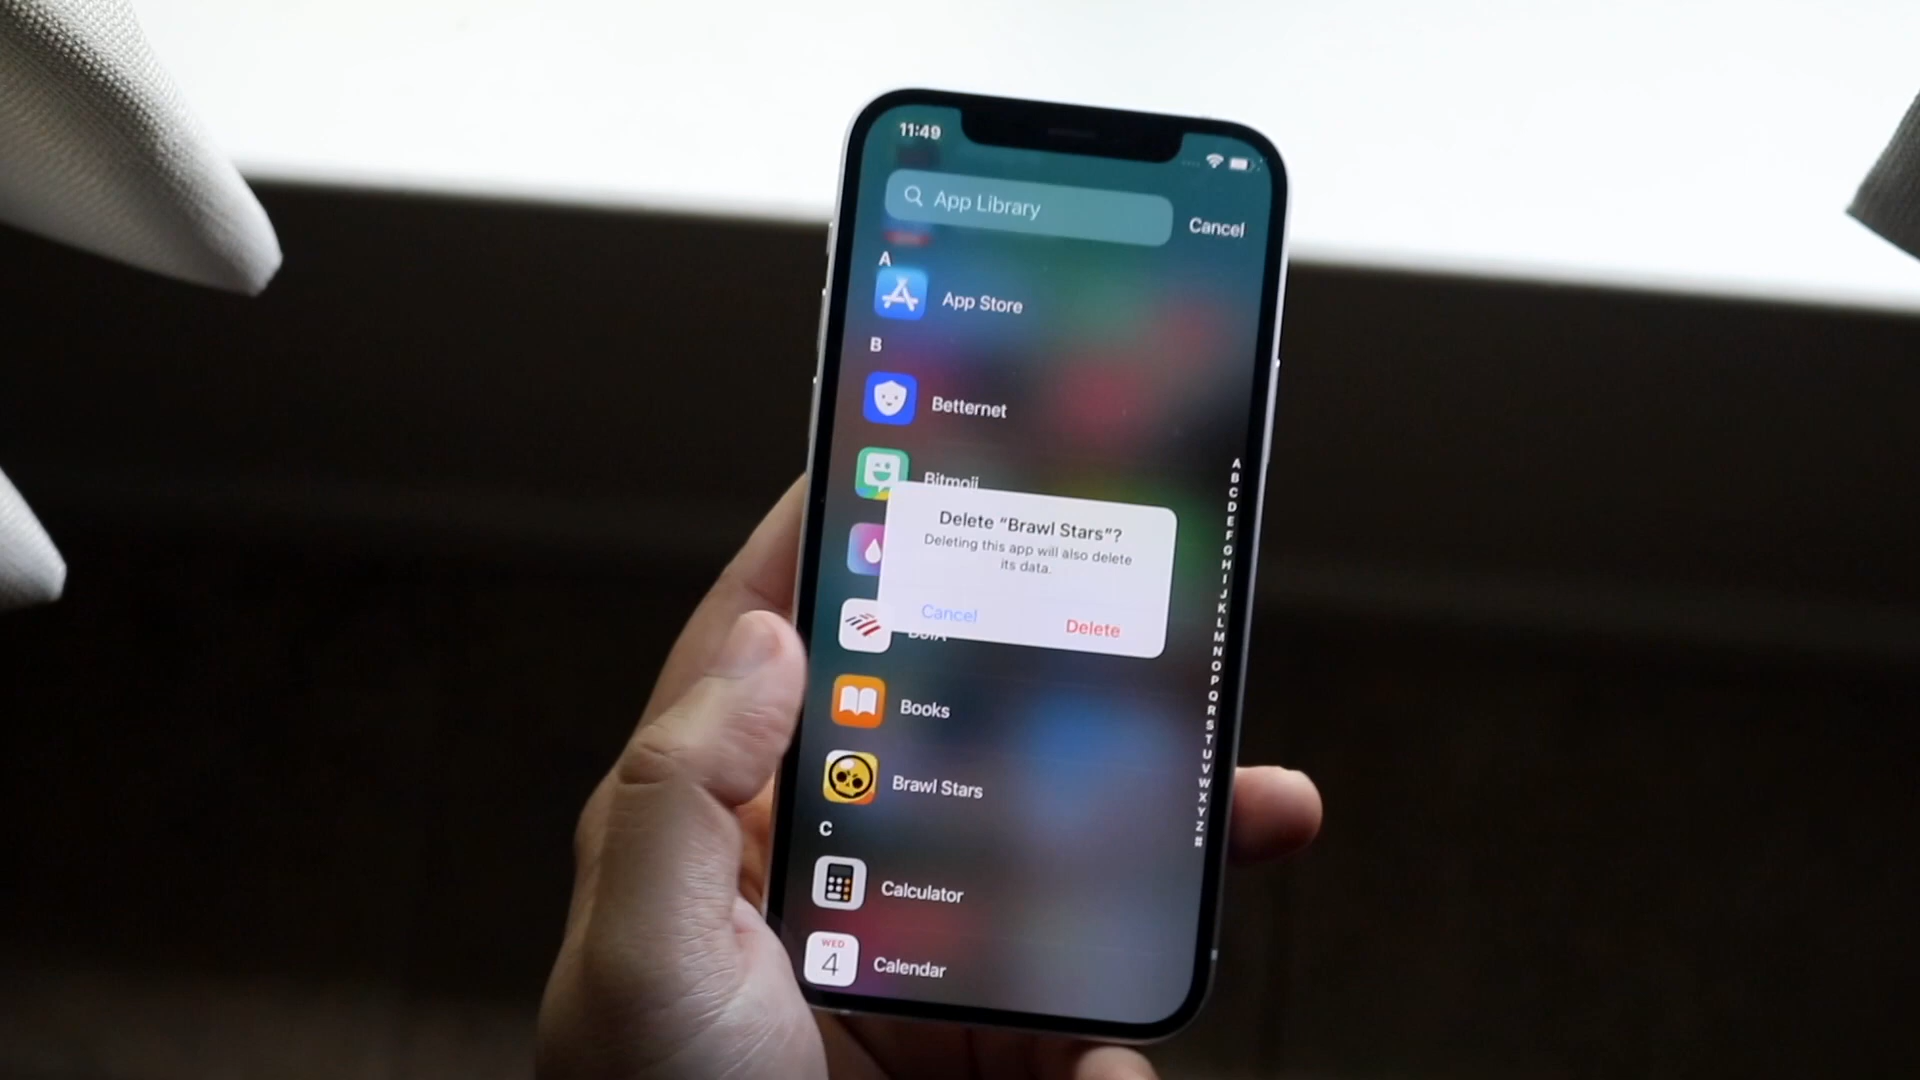 11:49
App Library
Cancel
A
App Store
B
Betternet
Bitmoji
Delete “Brawl Stars”?
Deleting this app will also delete
its data.
Cancel
Delete
BofA
Books
Brawl Stars
C
Calculator
WED
4
Calendar
A
B
C
D
E
F
G
H
I
J
K
L
M
N
O
P
Q
R
S
T
U
V
W
X
Y
Z
#